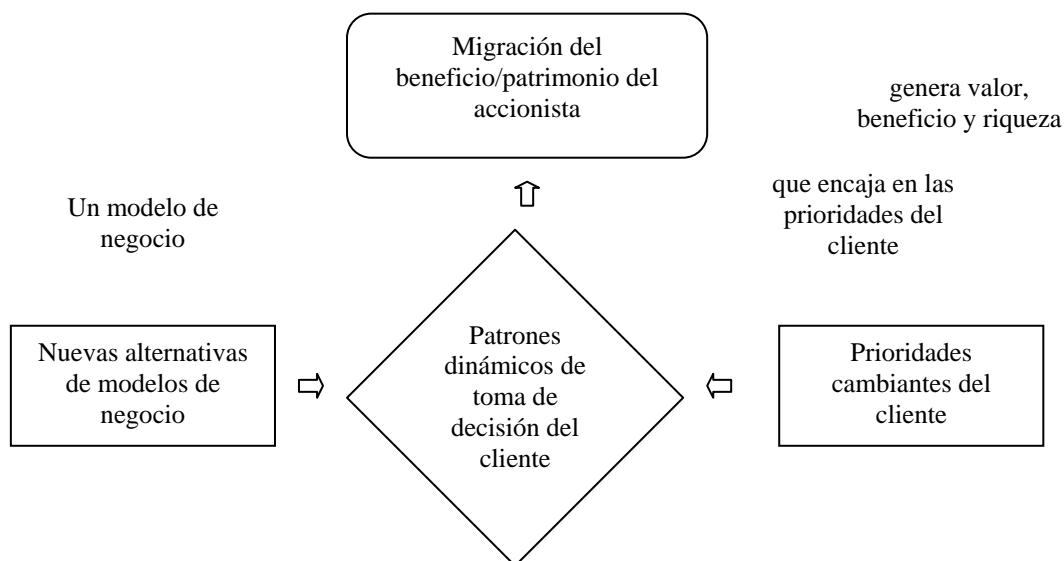 Migración del
beneficio/patrimonio del
accionista
genera valor,
beneficio y riqueza
que encaja en las
prioridades del
cliente
Un modelo de
negocio
Nuevas alternativas
de modelos de
negocio
Patrones
dinámicos de
toma de
decisión del
cliente
Prioridades
cambiantes del
cliente